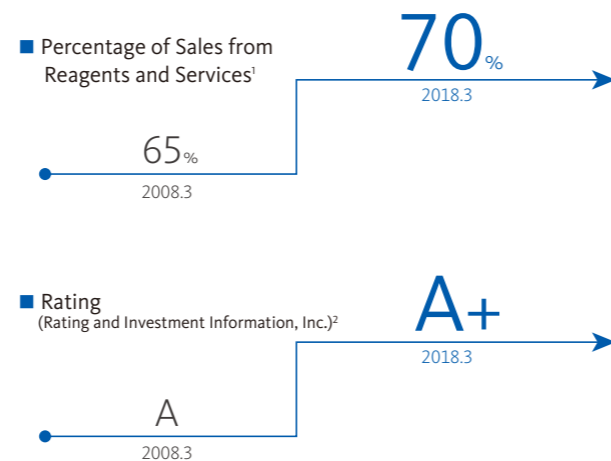 ■ Percentage of Sales from
Reagents and Services¹
70%
2018.3
65%
2008.3
■ Rating
(Rating and Investment Information, Inc.)²
A+
2018.3
A
2008.3